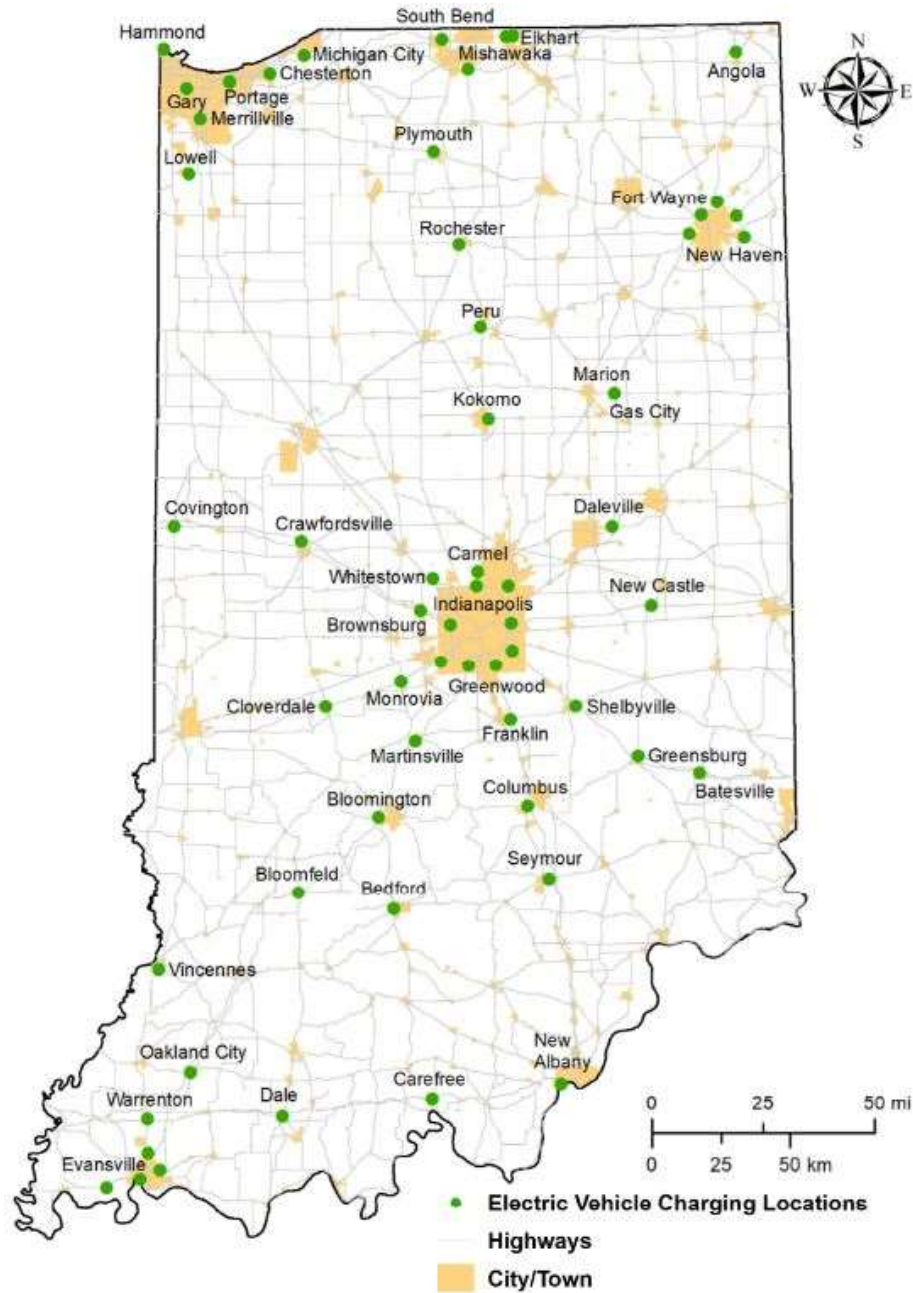 South Bend
Hammond
Elkhart
Michigan City
Mishawaka
Chesterton
Angola
Gary
Portage
Merrillville
N
W
E
S
Plymouth
Lowell
Fort Wayne
Rochester
New Haven
Peru
Marion
Kokomo
Gas City
Covington
Crawfordsville
Daleville
Carmel
Whitestown
New Castle
Indianapolis
Brownsburg
Monrovia
Greenwood
Cloverdale
Shelbyville
Franklin
Martinsville
Greensburg
Batesville
Bloomington
Columbus
Seymour
Bloomfeld
Bedford
Vincennes
New
Albany
Oakland City
Carefree
Dale
Warrenton
0 25 50 mi
0 25 50 km
Evansville
Electric Vehicle Charging Locations
Highways
City/Town